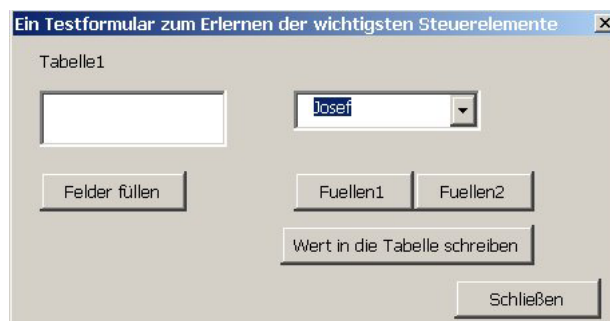 Ein Testformular zum Erlernen der wichtigsten Steuerelemente
Tabelle1
Josef
Felder füllen
Fuellen1
Fuellen2
Wert in die Tabelle schreiben
Schließen